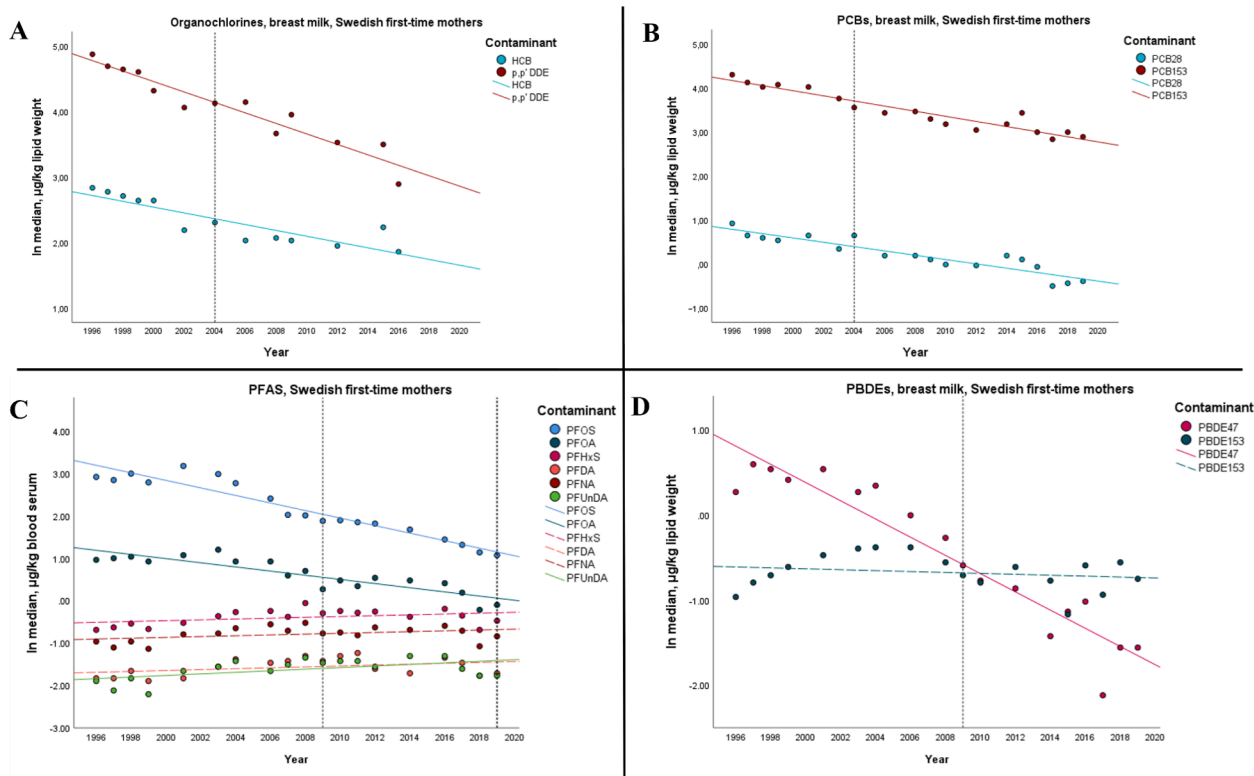 A
Organochlorines, breast milk, Swedish first-time mothers
ln median, µg/kg lipid weight
5,00
4,00
3,00
2,00
1,00
1996 1998 2000 2002 2004 2006 2008 2010 2012 2014 2016 2018 2020
Year
Contaminant
HCB
p,p' DDE
HCB
p,p' DDE
B
PCBs, breast milk, Swedish first-time mothers
ln median, µg/kg lipid weight
5,00
4,00
3,00
2,00
1,00
,00
−1,00
1996 1998 2000 2002 2004 2006 2008 2010 2012 2014 2016 2018 2020
Year
Contaminant
PCB28
PCB153
PCB28
PCB153
C
PFAS, Swedish first-time mothers
ln median, µg/kg blood serum
4.00
3.00
2.00
1.00
.00
-1.00
-2.00
-3.00
1996 1998 2000 2002 2004 2006 2008 2010 2012 2014 2016 2018 2020
Year
Contaminant
PFOS
PFOA
PFHxS
PFDA
PFNA
PFUnDA
PFOS
PFOA
PFHxS
PFDA
PFNA
PFUnDA
D
PBDEs, breast milk, Swedish first-time mothers
ln median, µg/kg lipid weight
1.00
.00
-1.00
-2.00
1996 1998 2000 2002 2004 2006 2008 2010 2012 2014 2016 2018 2020
Year
Contaminant
PBDE47
PBDE153
PBDE47
PBDE153